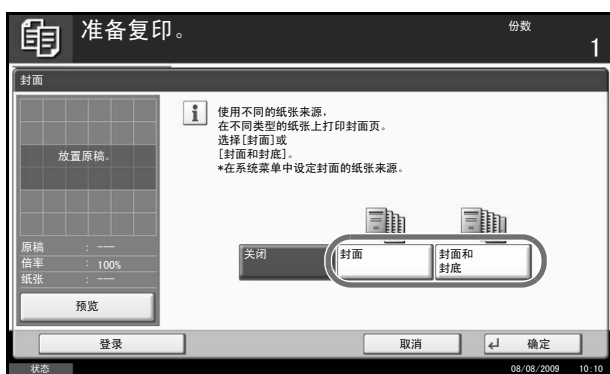 准备复印。
份数
1
封面
放置原稿。
原稿 : ---
倍率 : 100%
纸张 : ---
预览
使用不同的纸张来源，
在不同类型的纸张上打印封面页。
选择[封面]或
[封面和封底]。
*在系统菜单中设定封面的纸张来源。
关闭
封面
封面和
封底
登录
取消
确定
状态
08/08/2009 10:10